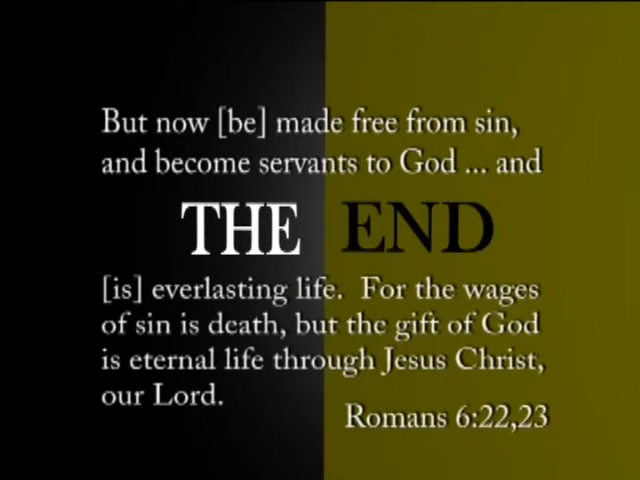 But now [be] made free from sin,
and become servants to God ... and
THE END
[is] everlasting life. For the wages
of sin is death, but the gift of God
is eternal life through Jesus Christ,
our Lord.
Romans 6:22,23